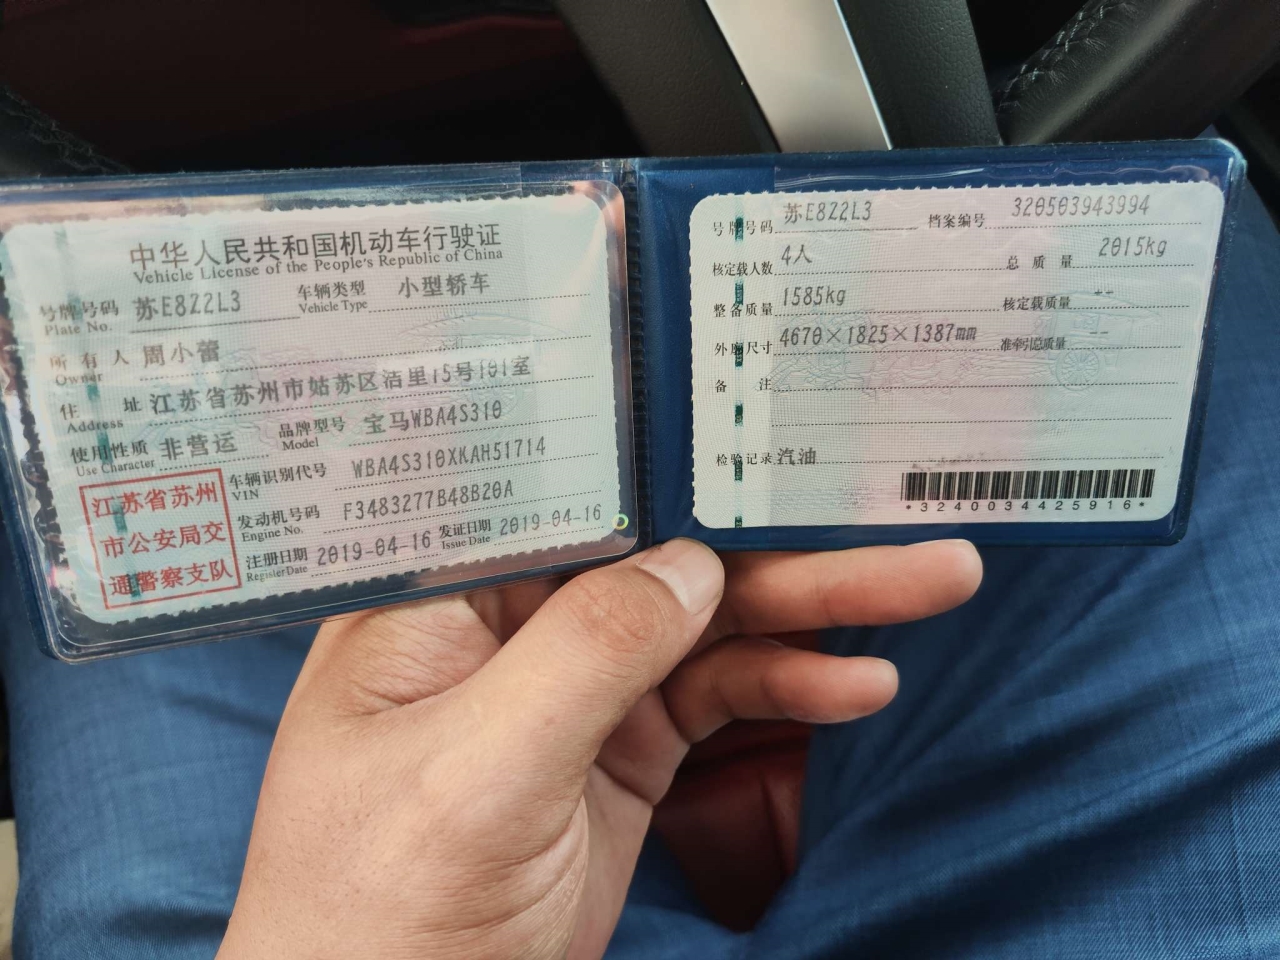 中华人民共和国机动车行驶证
Vehicle License of the People's Republic of China
号牌号码 苏E8Z2L3 车辆类型 小型轿车
Plate No. Vehicle Type
所有人 周小蕾
Owner
住址 江苏省苏州市姑苏区洁里15号101室
Address
使用性质 非营运 品牌型号 宝马WBA4S310
Use Character Model
江苏省苏州
市公安局交
通警察支队
车辆识别代号 WBA4S310XKAH51714
VIN
发动机号码 F3483277B48B20A
Engine No.
注册日期 2019-04-16 发证日期 2019-04-16
Register Date Issue Date
号牌号码 苏E8Z2L3 档案编号 320503943994
核定载人数 4人 总质量 2015kg
整备质量 1585kg 核定载质量 --
外廓尺寸 4670×1825×1387mm 准牵引总质量 --
备注
检验记录 汽油
*3240034425916*